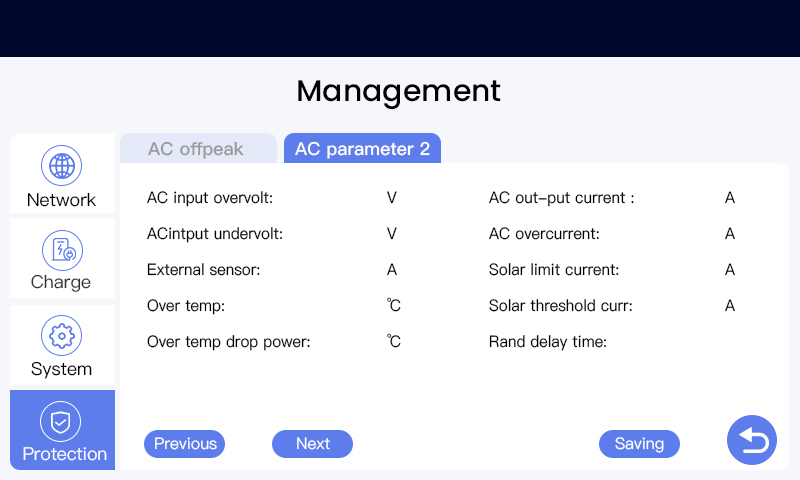 Management
AC offpeak
AC parameter 2
Network
Charge
System
Protection
AC input overvolt: V
AC out-put current : A
ACintput undervolt: V
AC overcurrent: A
External sensor: A
Solar limit current: A
Over temp: ℃
Solar threshold curr: A
Over temp drop power: ℃
Rand delay time:
Previous
Next
Saving